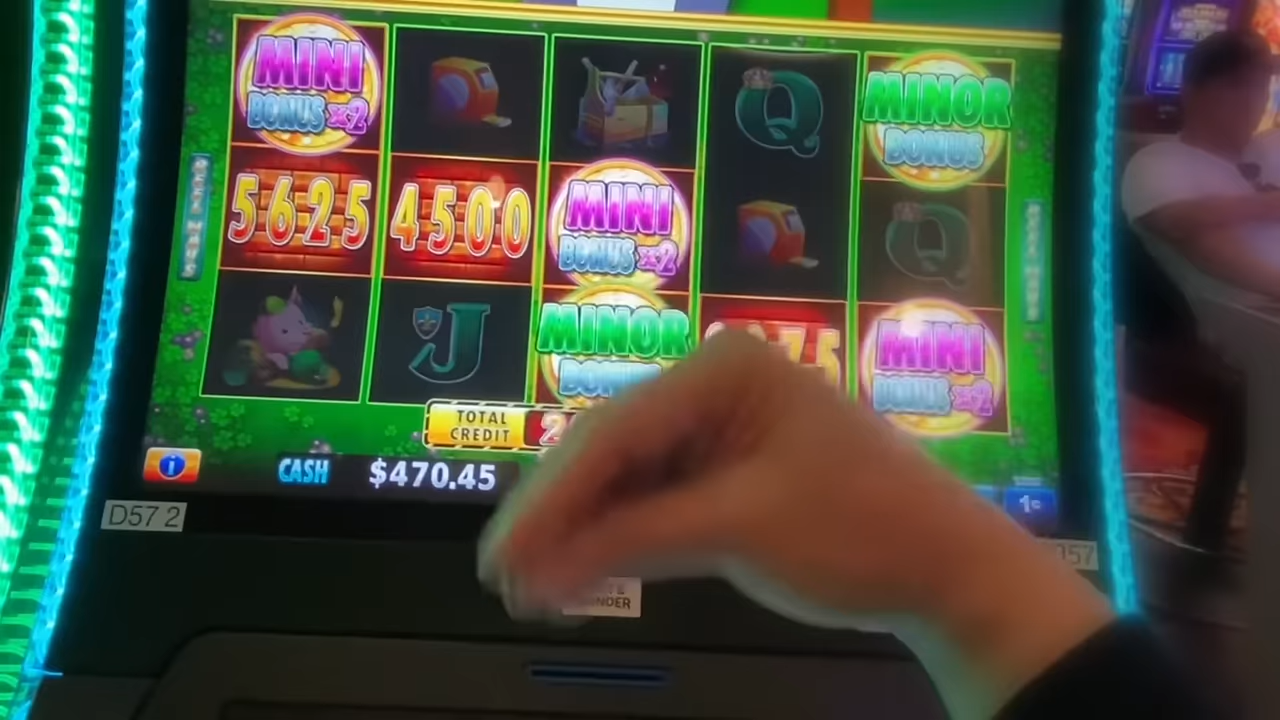 MINI
BONUS x2
Q
MINOR
BONUS
5625
4500
MINI
BONUS x2
Q
J
MINOR
MINI
BONUS x2
TOTAL
CREDIT
CASH $470.45
1¢
D57 2